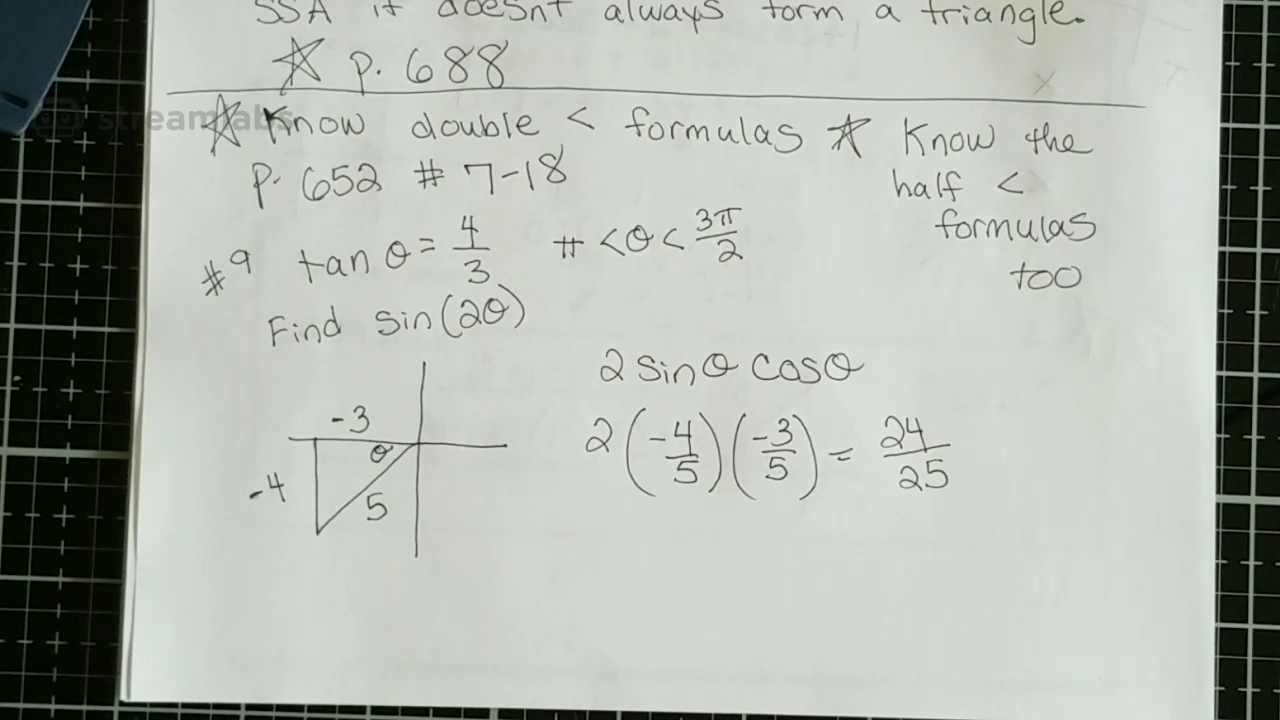 SSA it doesnt always form a triangle.
☆ p. 688
streamlabs
☆ Know double < formulas ☆ Know the
half <
formulas
too
p. 652 # 7-18
#9 tan θ = 4/3 π < θ < 3π/2
Find sin(2θ)
2 sin θ cos θ
2(-4/5)(-3/5) = 24/25
-3
θ
-4
5